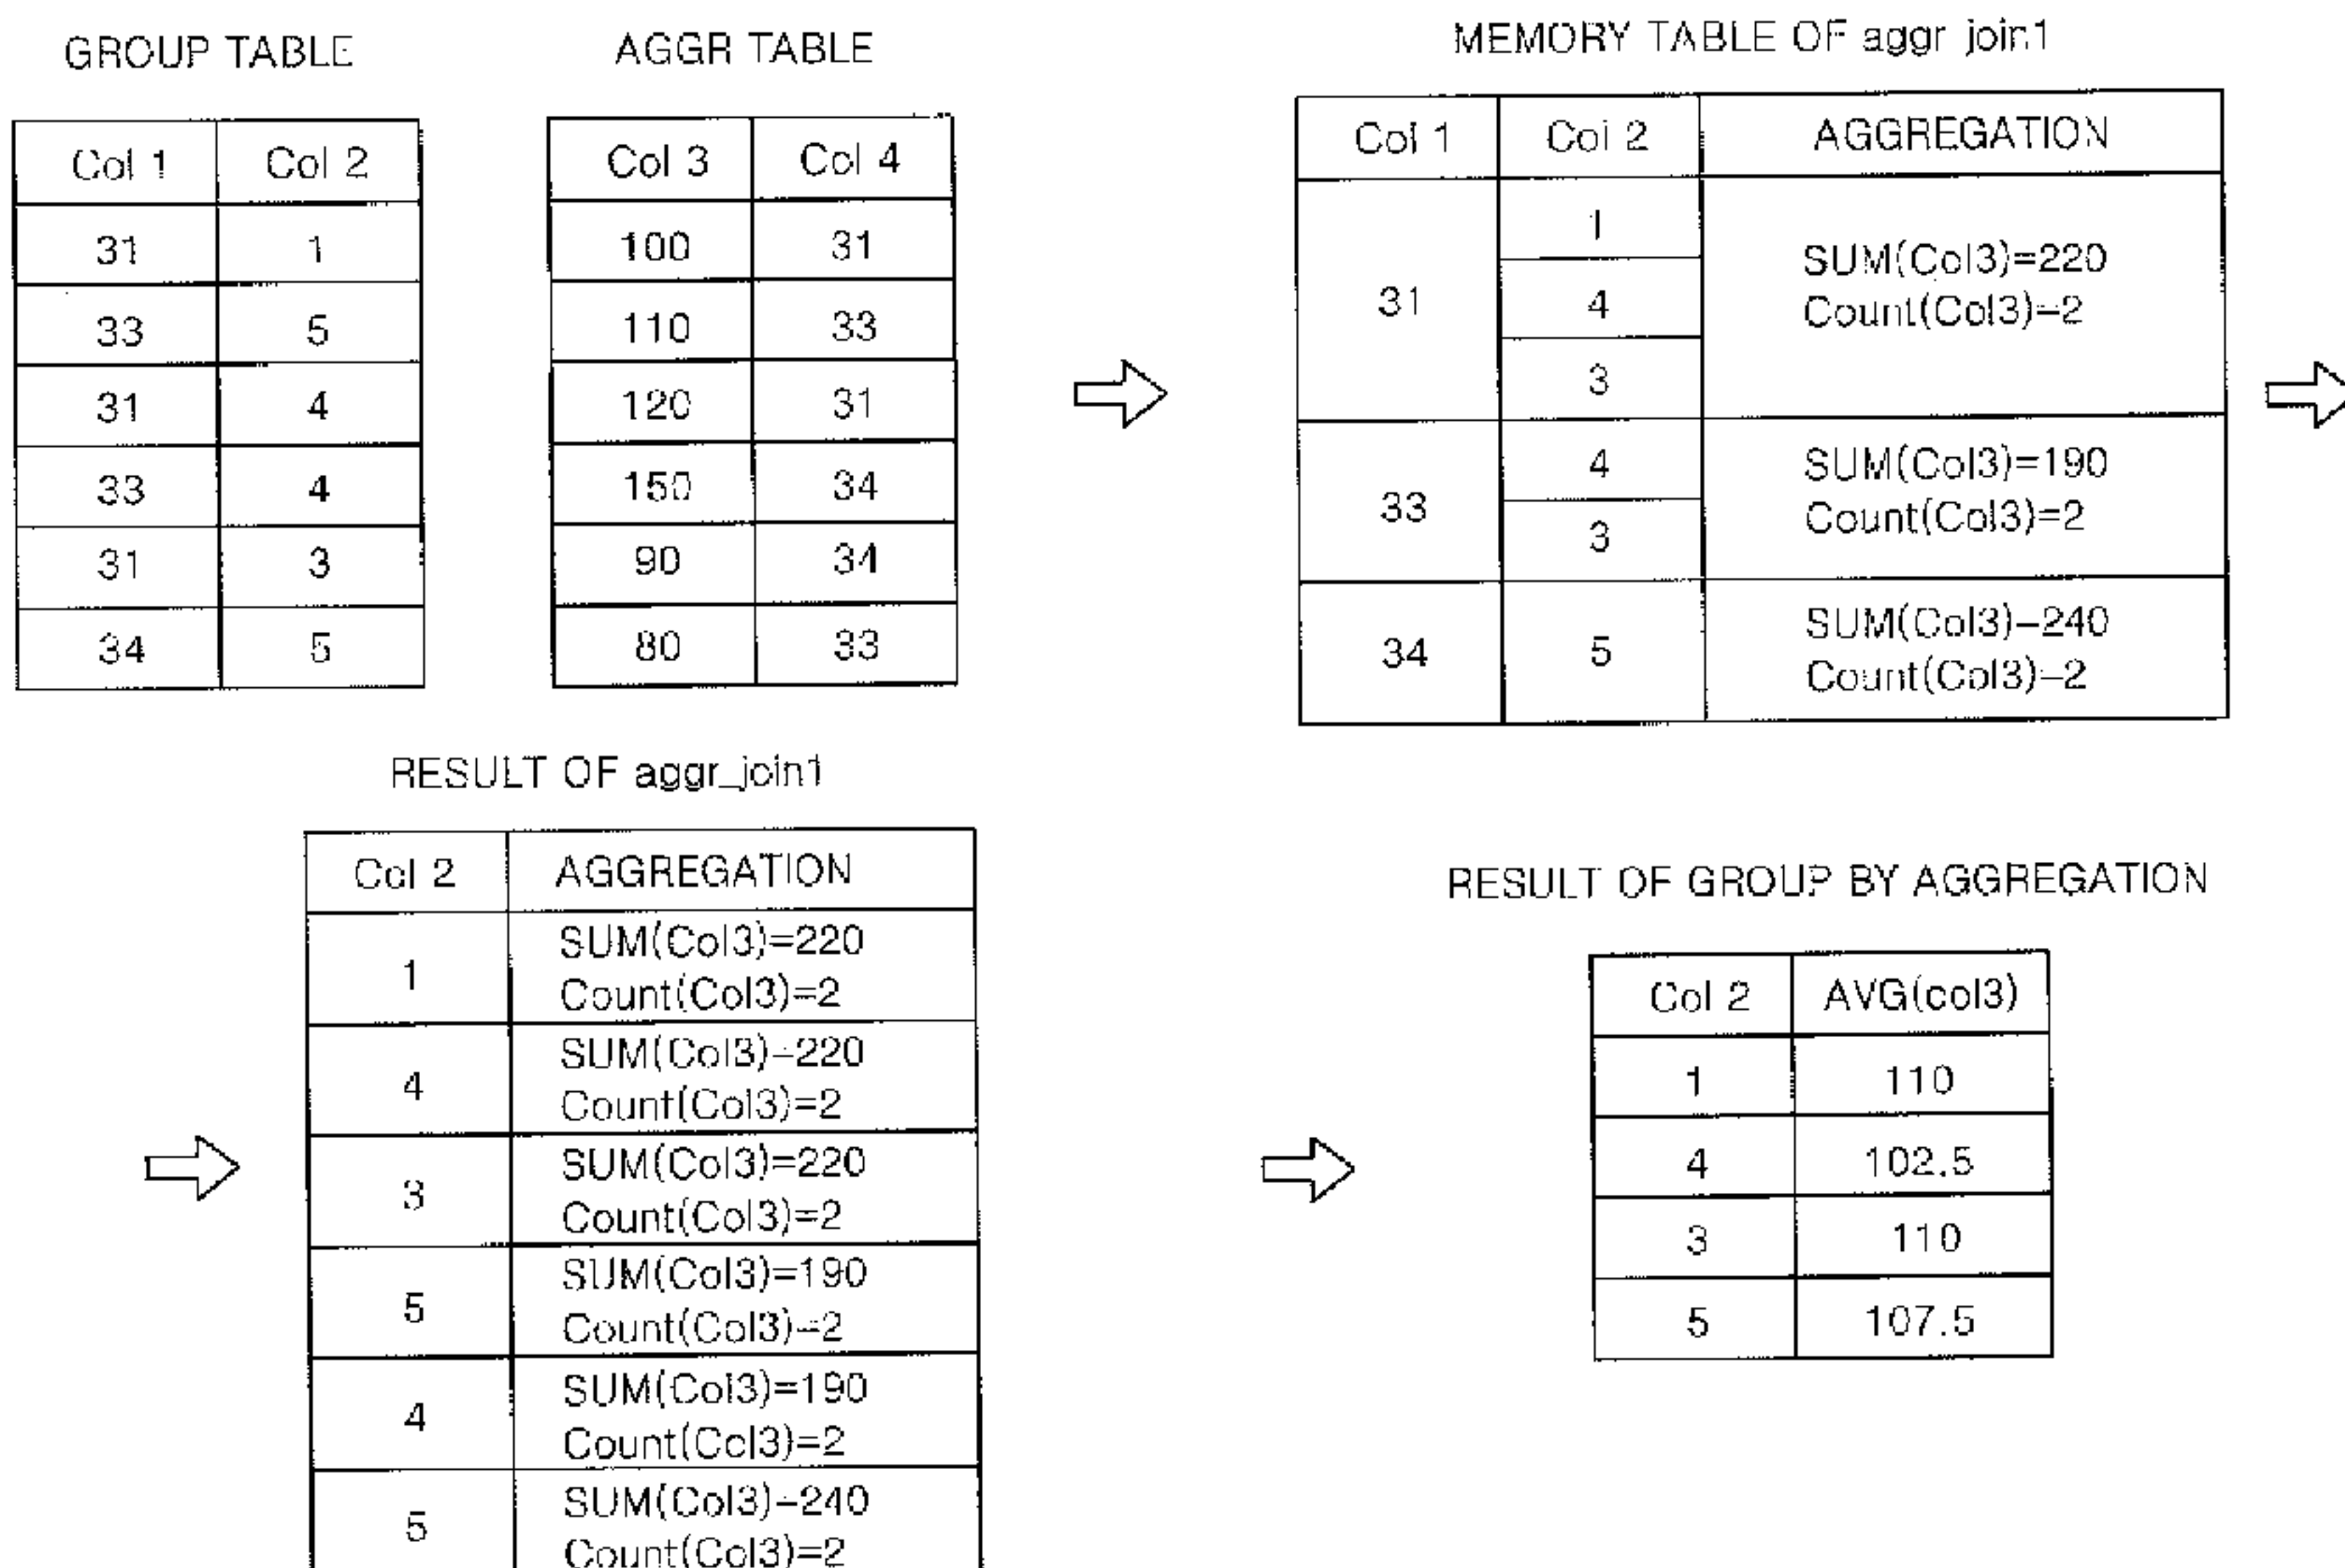 GROUP TABLE
Col 1 Col 2
31 1
33 5
31 4
33 4
31 3
34 5
AGGR TABLE
Col 3 Col 4
100 31
110 33
120 31
150 34
90 34
80 33
MEMORY TABLE OF aggr join1
Col 1 Col 2 AGGREGATION
31
1
4
3
SUM(Col3)=220
Count(Col3)=2
33
4
3
SUM(Col3)=190
Count(Col3)=2
34
5
SUM(Col3)=240
Count(Col3)=2
RESULT OF aggr_join1
Col 2 AGGREGATION
1
SUM(Col3)=220
Count(Col3)=2
4
SUM(Col3)=220
Count(Col3)=2
3
SUM(Col3)=220
Count(Col3)=2
5
SUM(Col3)=190
Count(Col3)=2
4
SUM(Col3)=190
Count(Col3)=2
5
SUM(Col3)=240
Count(Col3)=2
RESULT OF GROUP BY AGGREGATION
Col 2 AVG(col3)
1 110
4 102.5
3 110
5 107.5